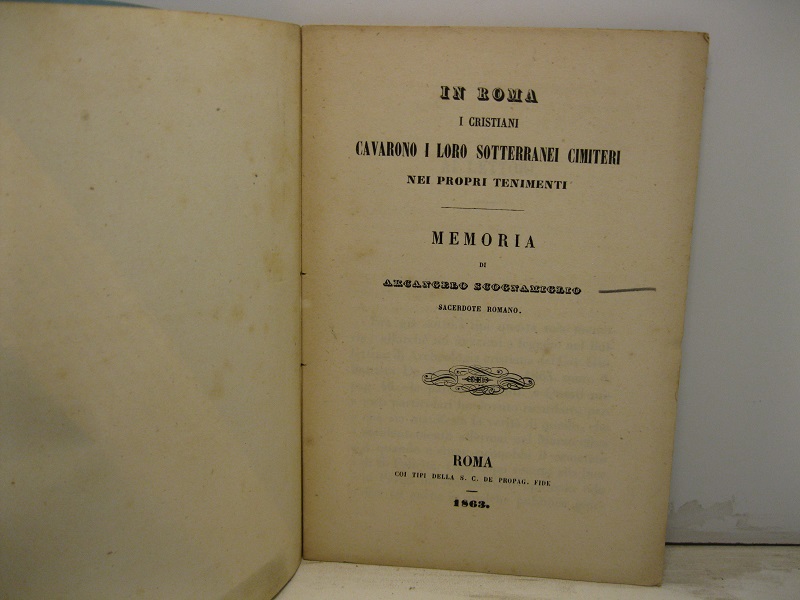 IN ROMA
I CRISTIANI
CAVARONO I LORO SOTTERRANEI CIMITERI
NEI PROPRI TENIMENTI
MEMORIA
DI
ARCANGELO SCOGNAMIGLIO
SACERDOTE ROMANO.
ROMA
COI TIPI DELLA S. C. DE PROPAG. FIDE
1863.